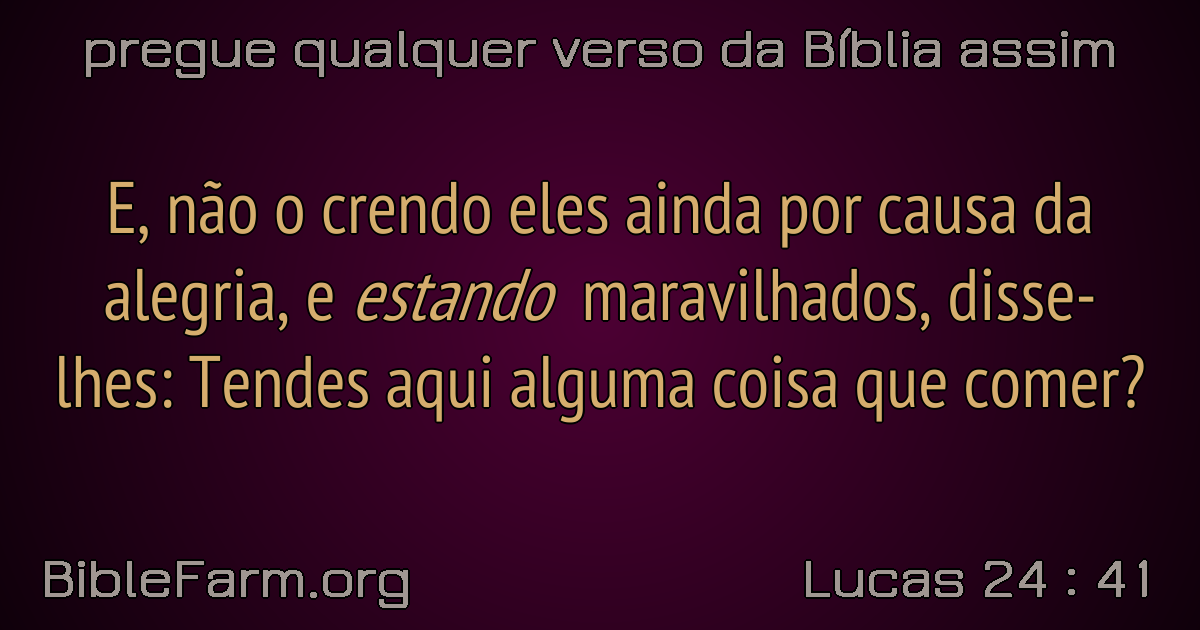 pregue qualquer verso da Bíblia assim
E, não o crendo eles ainda por causa da
alegria, e estando maravilhados, disse-
lhes: Tendes aqui alguma coisa que comer?
BibleFarm.org
Lucas 24 : 41